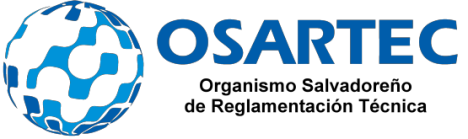 OSARTEC
Organismo Salvadoreño
de Reglamentación Técnica